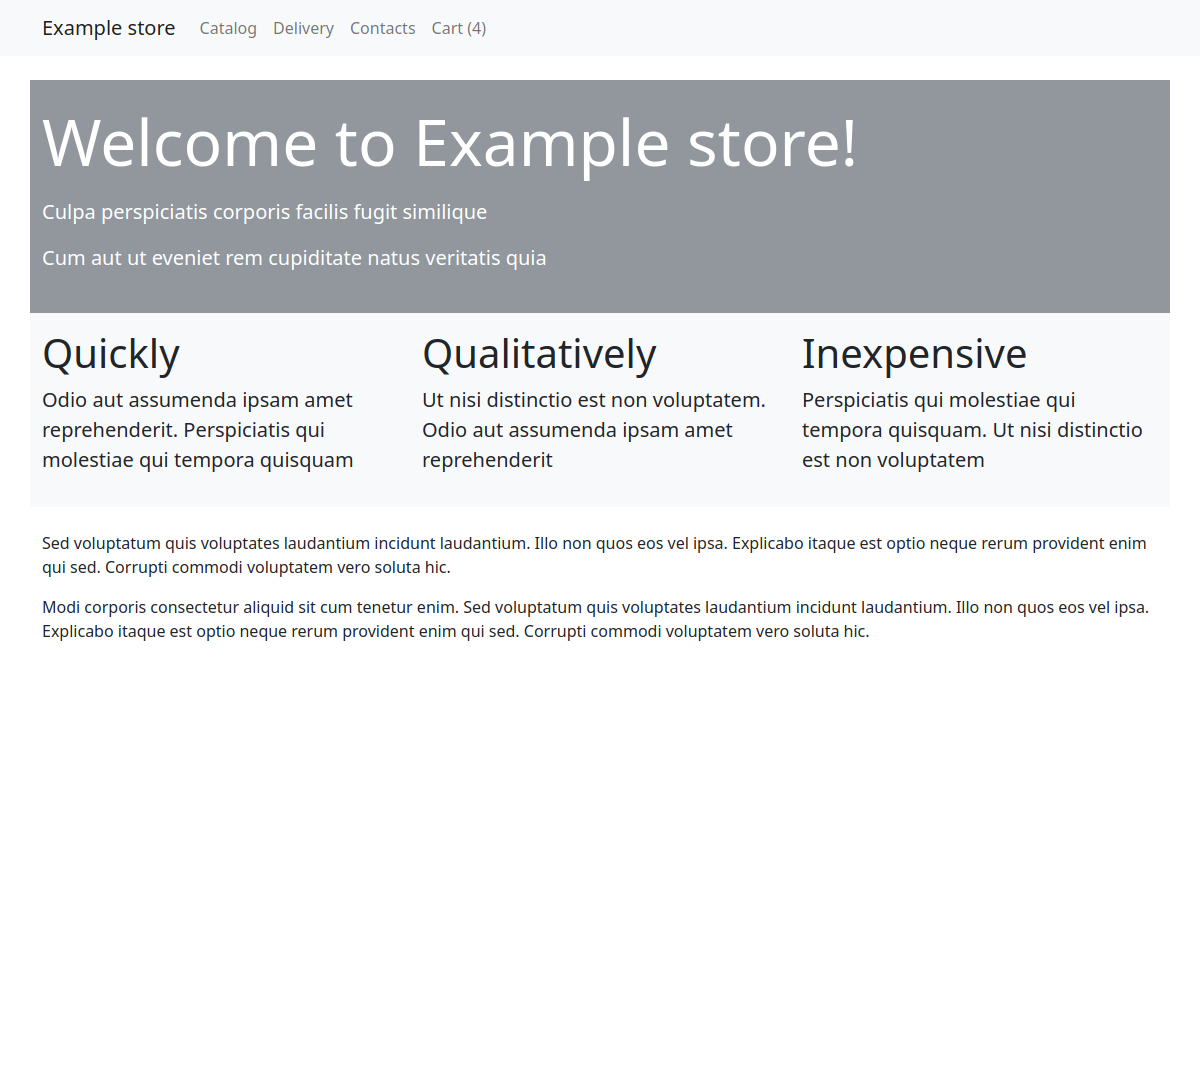 Example store Catalog Delivery Contacts Cart (4)
Welcome to Example store!
Culpa perspiciatis corporis facilis fugit similique
Cum aut ut eveniet rem cupiditate natus veritatis quia
Quickly
Odio aut assumenda ipsam amet
reprehenderit. Perspiciatis qui
molestiae qui tempora quisquam
Qualitatively
Ut nisi distinctio est non voluptatem.
Odio aut assumenda ipsam amet
reprehenderit
Inexpensive
Perspiciatis qui molestiae qui
tempora quisquam. Ut nisi distinctio
est non voluptatem
Sed voluptatum quis voluptates laudantium incidunt laudantium. Illo non quos eos vel ipsa. Explicabo itaque est optio neque rerum provident enim
qui sed. Corrupti commodi voluptatem vero soluta hic.
Modi corporis consectetur aliquid sit cum tenetur enim. Sed voluptatum quis voluptates laudantium incidunt laudantium. Illo non quos eos vel ipsa.
Explicabo itaque est optio neque rerum provident enim qui sed. Corrupti commodi voluptatem vero soluta hic.